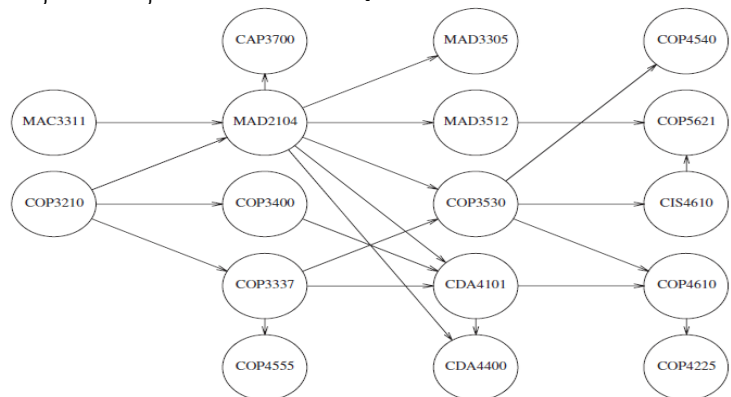 CAP3700 MAD3305 COP4540
MAC3311 MAD2104 MAD3512 COP5621
COP3210 COP3400 COP3530 CIS4610
COP3337 CDA4101 COP4610
COP4555 CDA4400 COP4225